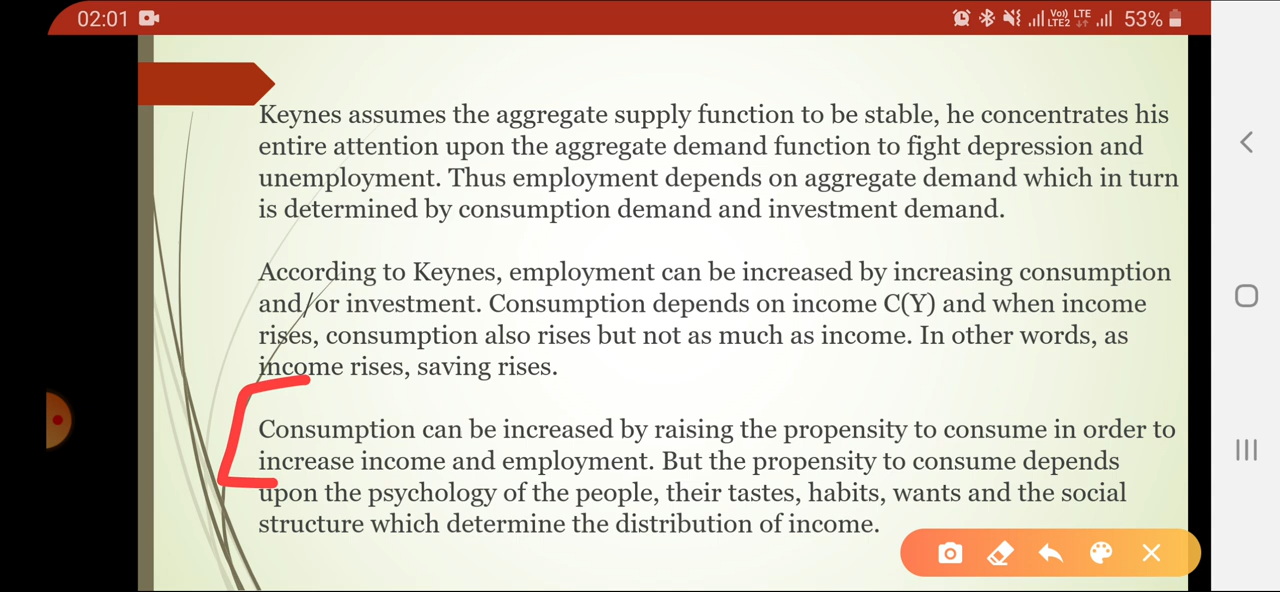 02:01
Vo)) LTE
LTE2 53%
Keynes assumes the aggregate supply function to be stable, he concentrates his
entire attention upon the aggregate demand function to fight depression and
unemployment. Thus employment depends on aggregate demand which in turn
is determined by consumption demand and investment demand.
According to Keynes, employment can be increased by increasing consumption
and/or investment. Consumption depends on income C(Y) and when income
rises, consumption also rises but not as much as income. In other words, as
income rises, saving rises.
Consumption can be increased by raising the propensity to consume in order to
increase income and employment. But the propensity to consume depends
upon the psychology of the people, their tastes, habits, wants and the social
structure which determine the distribution of income.